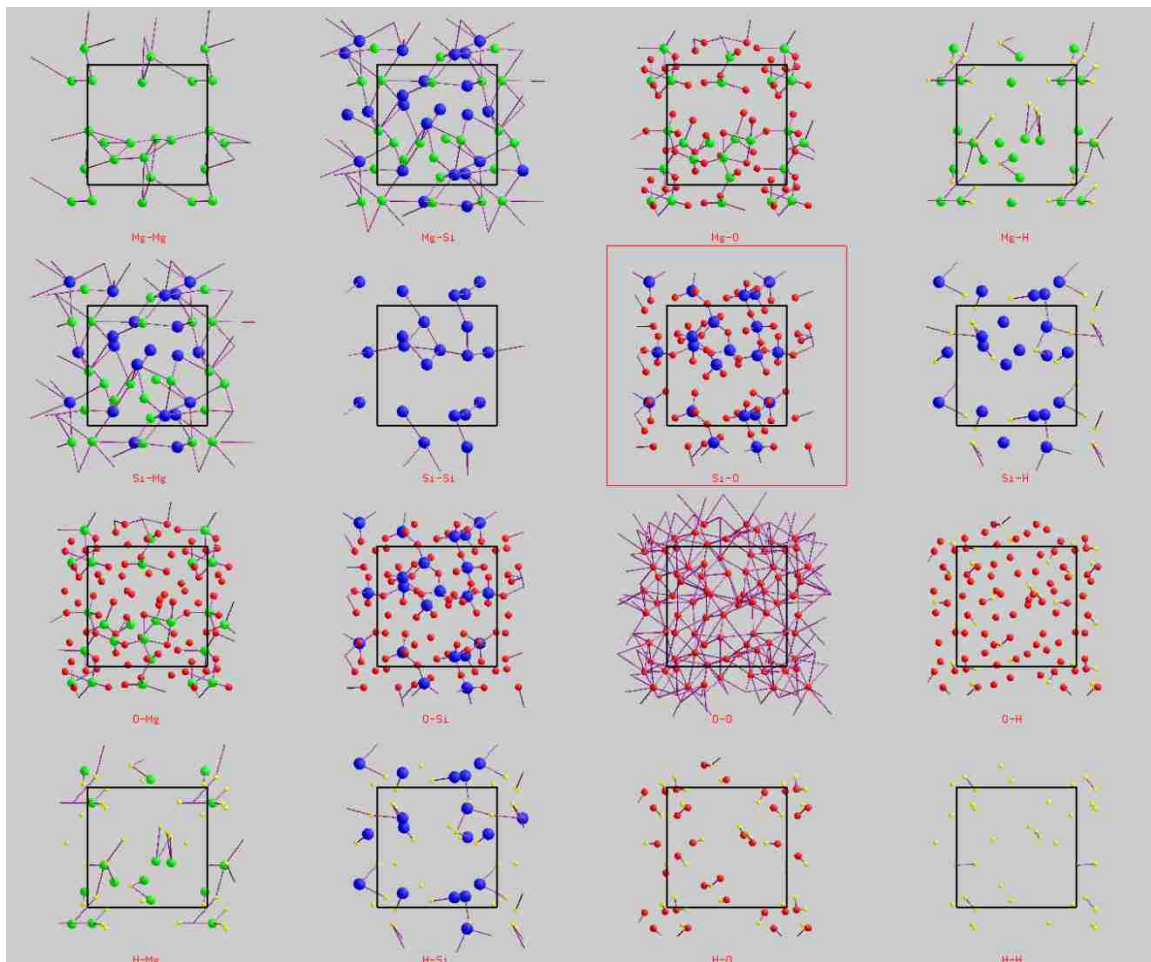 Mg-Mg
Mg-Si
Mg-O
Mg-H
Si-Mg
Si-Si
Si-O
Si-H
O-Mg
O-Si
O-O
O-H
H-Mg
H-Si
H-O
H-H